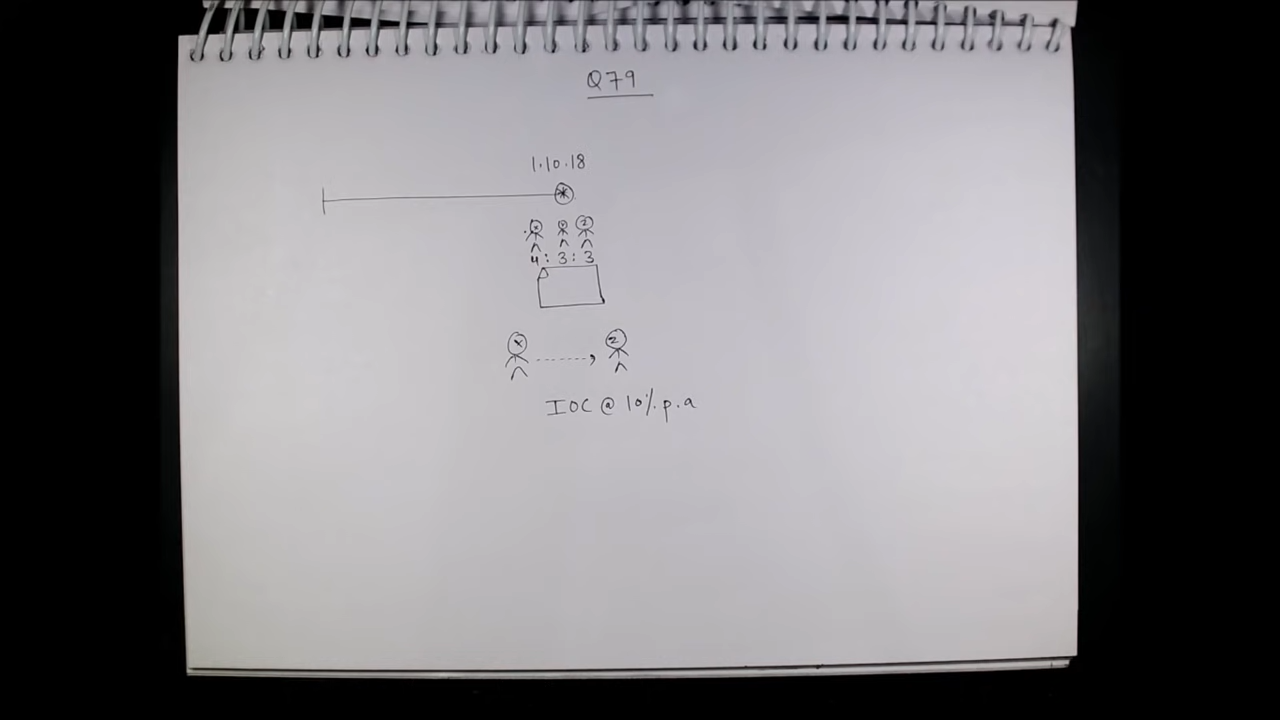 Q79
1.10.18
x y z
4 : 3 : 3
x z
IOC @ 10% p.a